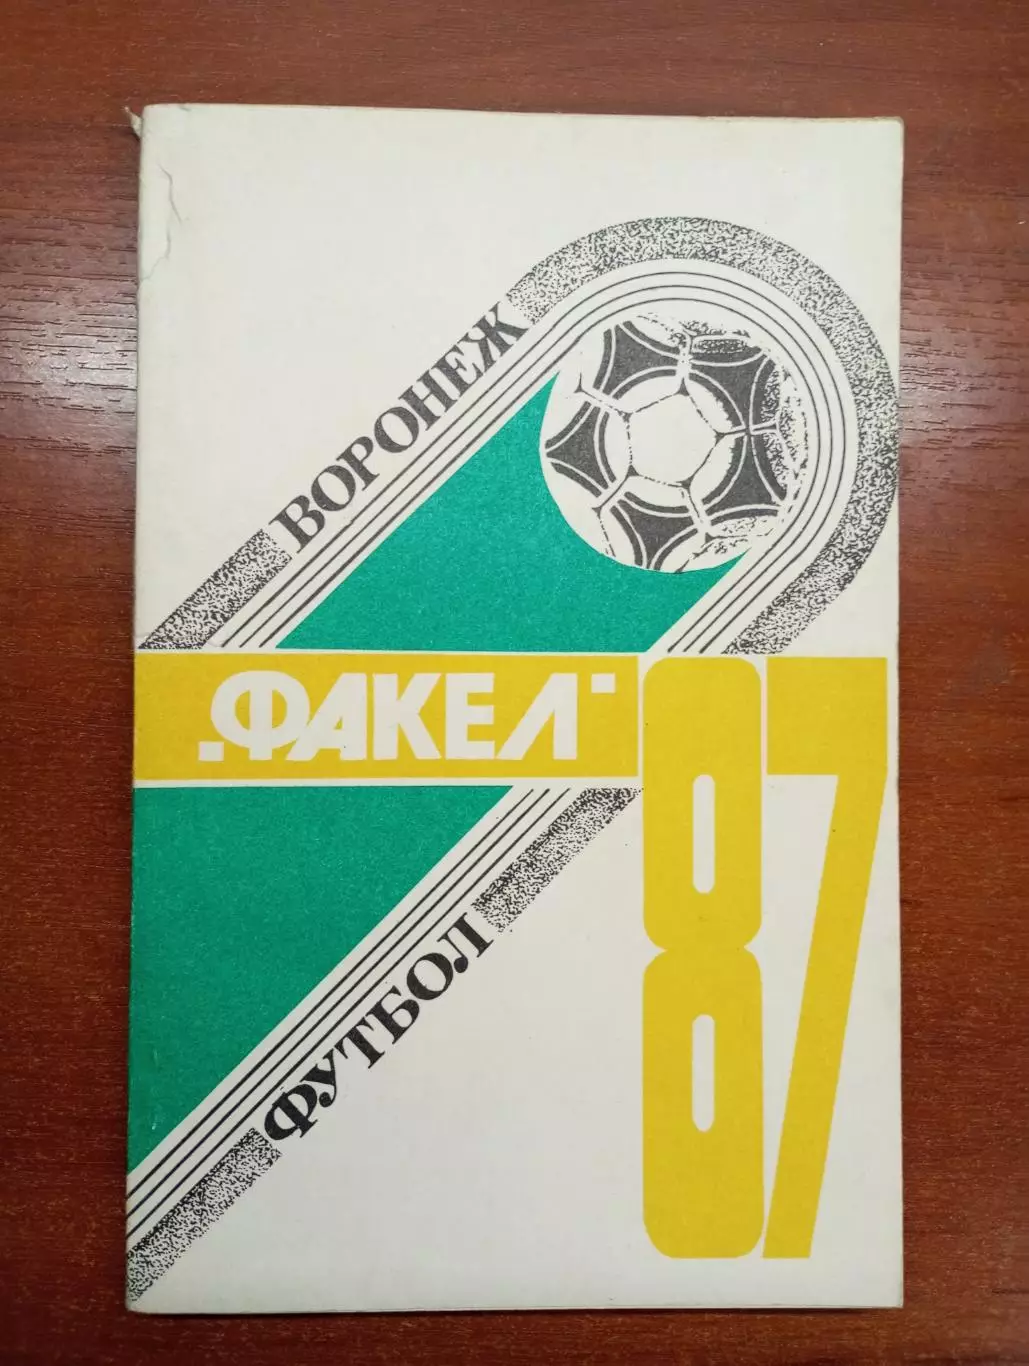 ВОРОНЕЖ
„ФАКЕЛ“
87
ФУТБОЛ